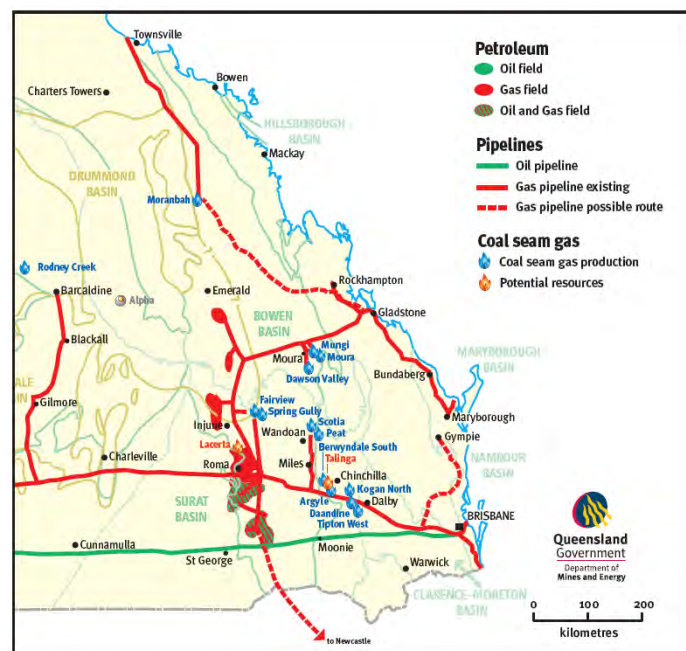 Townsville
Charters Towers
Bowen
HILLSBOROUGH
BASIN
Mackay
DRUMMOND
BASIN
Moranbah
Rodney Creek
Barcaldine
Alpha
Emerald
Rockhampton
BOWEN
BASIN
Gladstone
Blackall
Mungi
Moura
Moura
Dawson Valley
Bundaberg
MARYBOROUGH
BASIN
Gilmore
Fairview
Spring Gully
Injune
Scotia
Wandoan
Peat
Maryborough
Gympie
Lacerta
Berwyndale South
Charleville
Roma
Miles
Talinga
Chinchilla
NAMBOUR
BASIN
SURAT
BASIN
Argyle
Kogan North
Daandine
Dalby
Tipton West
BRISBANE
Cunnamulla
St George
Moonie
Warwick
CLARENCE-MORETON
BASIN
to Newcastle
Petroleum
Oil field
Gas field
Oil and Gas field
Pipelines
Oil pipeline
Gas pipeline existing
Gas pipeline possible route
Coal seam gas
Coal seam gas production
Potential resources
Queensland
Government
Department of
Mines and Energy
0 100 200
kilometres